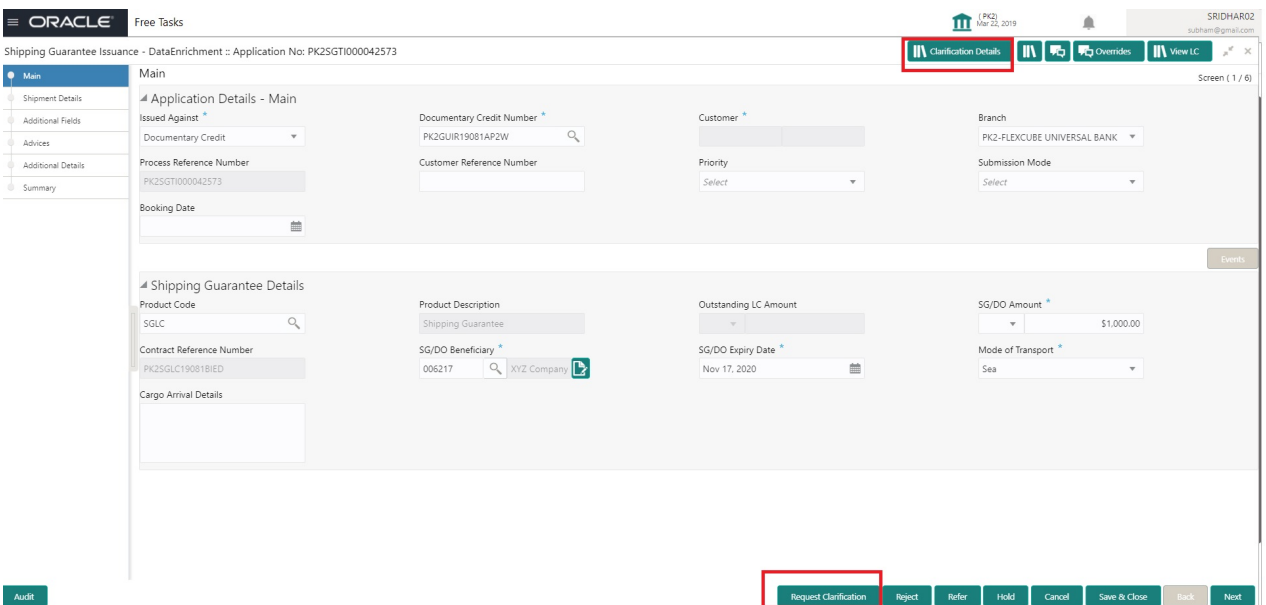 ORACLE
Free Tasks
( PK2)
Mar 22, 2019
SRIDHAR02
subham@gmail.com
Shipping Guarantee Issuance - DataEnrichment :: Application No: PK2SGTI000042573
Clarification Details
Overrides
View LC
Main
Shipment Details
Additional Fields
Advices
Additional Details
Summary
Main
Screen ( 1 / 6)
Application Details - Main
Issued Against *
Documentary Credit Number *
Customer *
Branch
Documentary Credit
PK2GUIR19081AP2W
PK2-FLEXCUBE UNIVERSAL BANK
Process Reference Number
Customer Reference Number
Priority
Submission Mode
PK2SGTI000042573
Select
Select
Booking Date
Events
Shipping Guarantee Details
Product Code
Product Description
Outstanding LC Amount
SG/DO Amount *
SGLC
Shipping Guarantee
$1,000.00
Contract Reference Number
SG/DO Beneficiary *
SG/DO Expiry Date *
Mode of Transport *
PK2SGLC19081BIED
006217
XYZ Company
Nov 17, 2020
Sea
Cargo Arrival Details
Audit
Request Clarification
Reject
Refer
Hold
Cancel
Save & Close
Back
Next